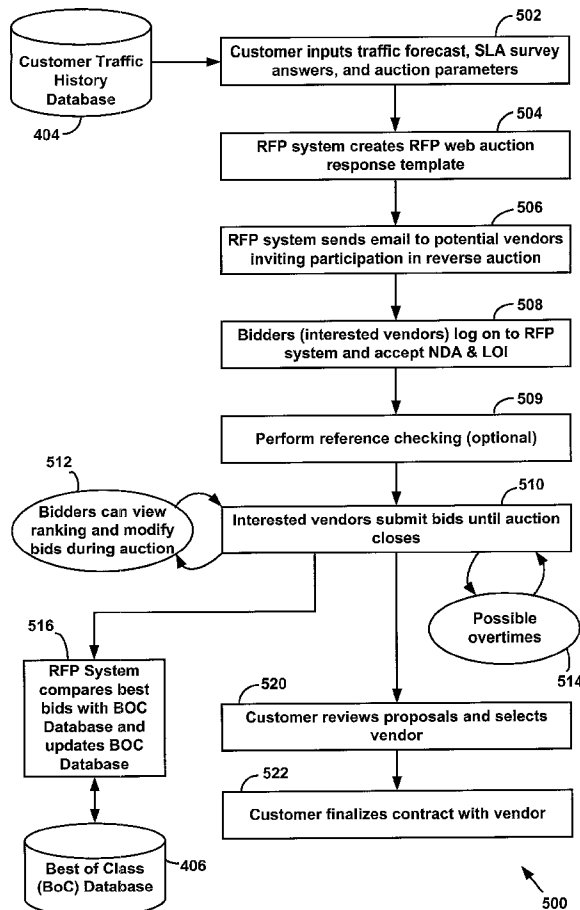 502
Customer Traffic
History
Database
404
Customer inputs traffic forecast, SLA survey
answers, and auction parameters
504
RFP system creates RFP web auction
response template
506
RFP system sends email to potential vendors
inviting participation in reverse auction
508
Bidders (interested vendors) log on to RFP
system and accept NDA & LOI
509
Perform reference checking (optional)
512
Bidders can view
ranking and modify
bids during auction
510
Interested vendors submit bids until auction
closes
Possible
overtimes
514
516
RFP System
compares best
bids with BOC
Database and
updates BOC
Database
520
Customer reviews proposals and selects
vendor
522
Customer finalizes contract with vendor
Best of Class
(BoC) Database
406
500